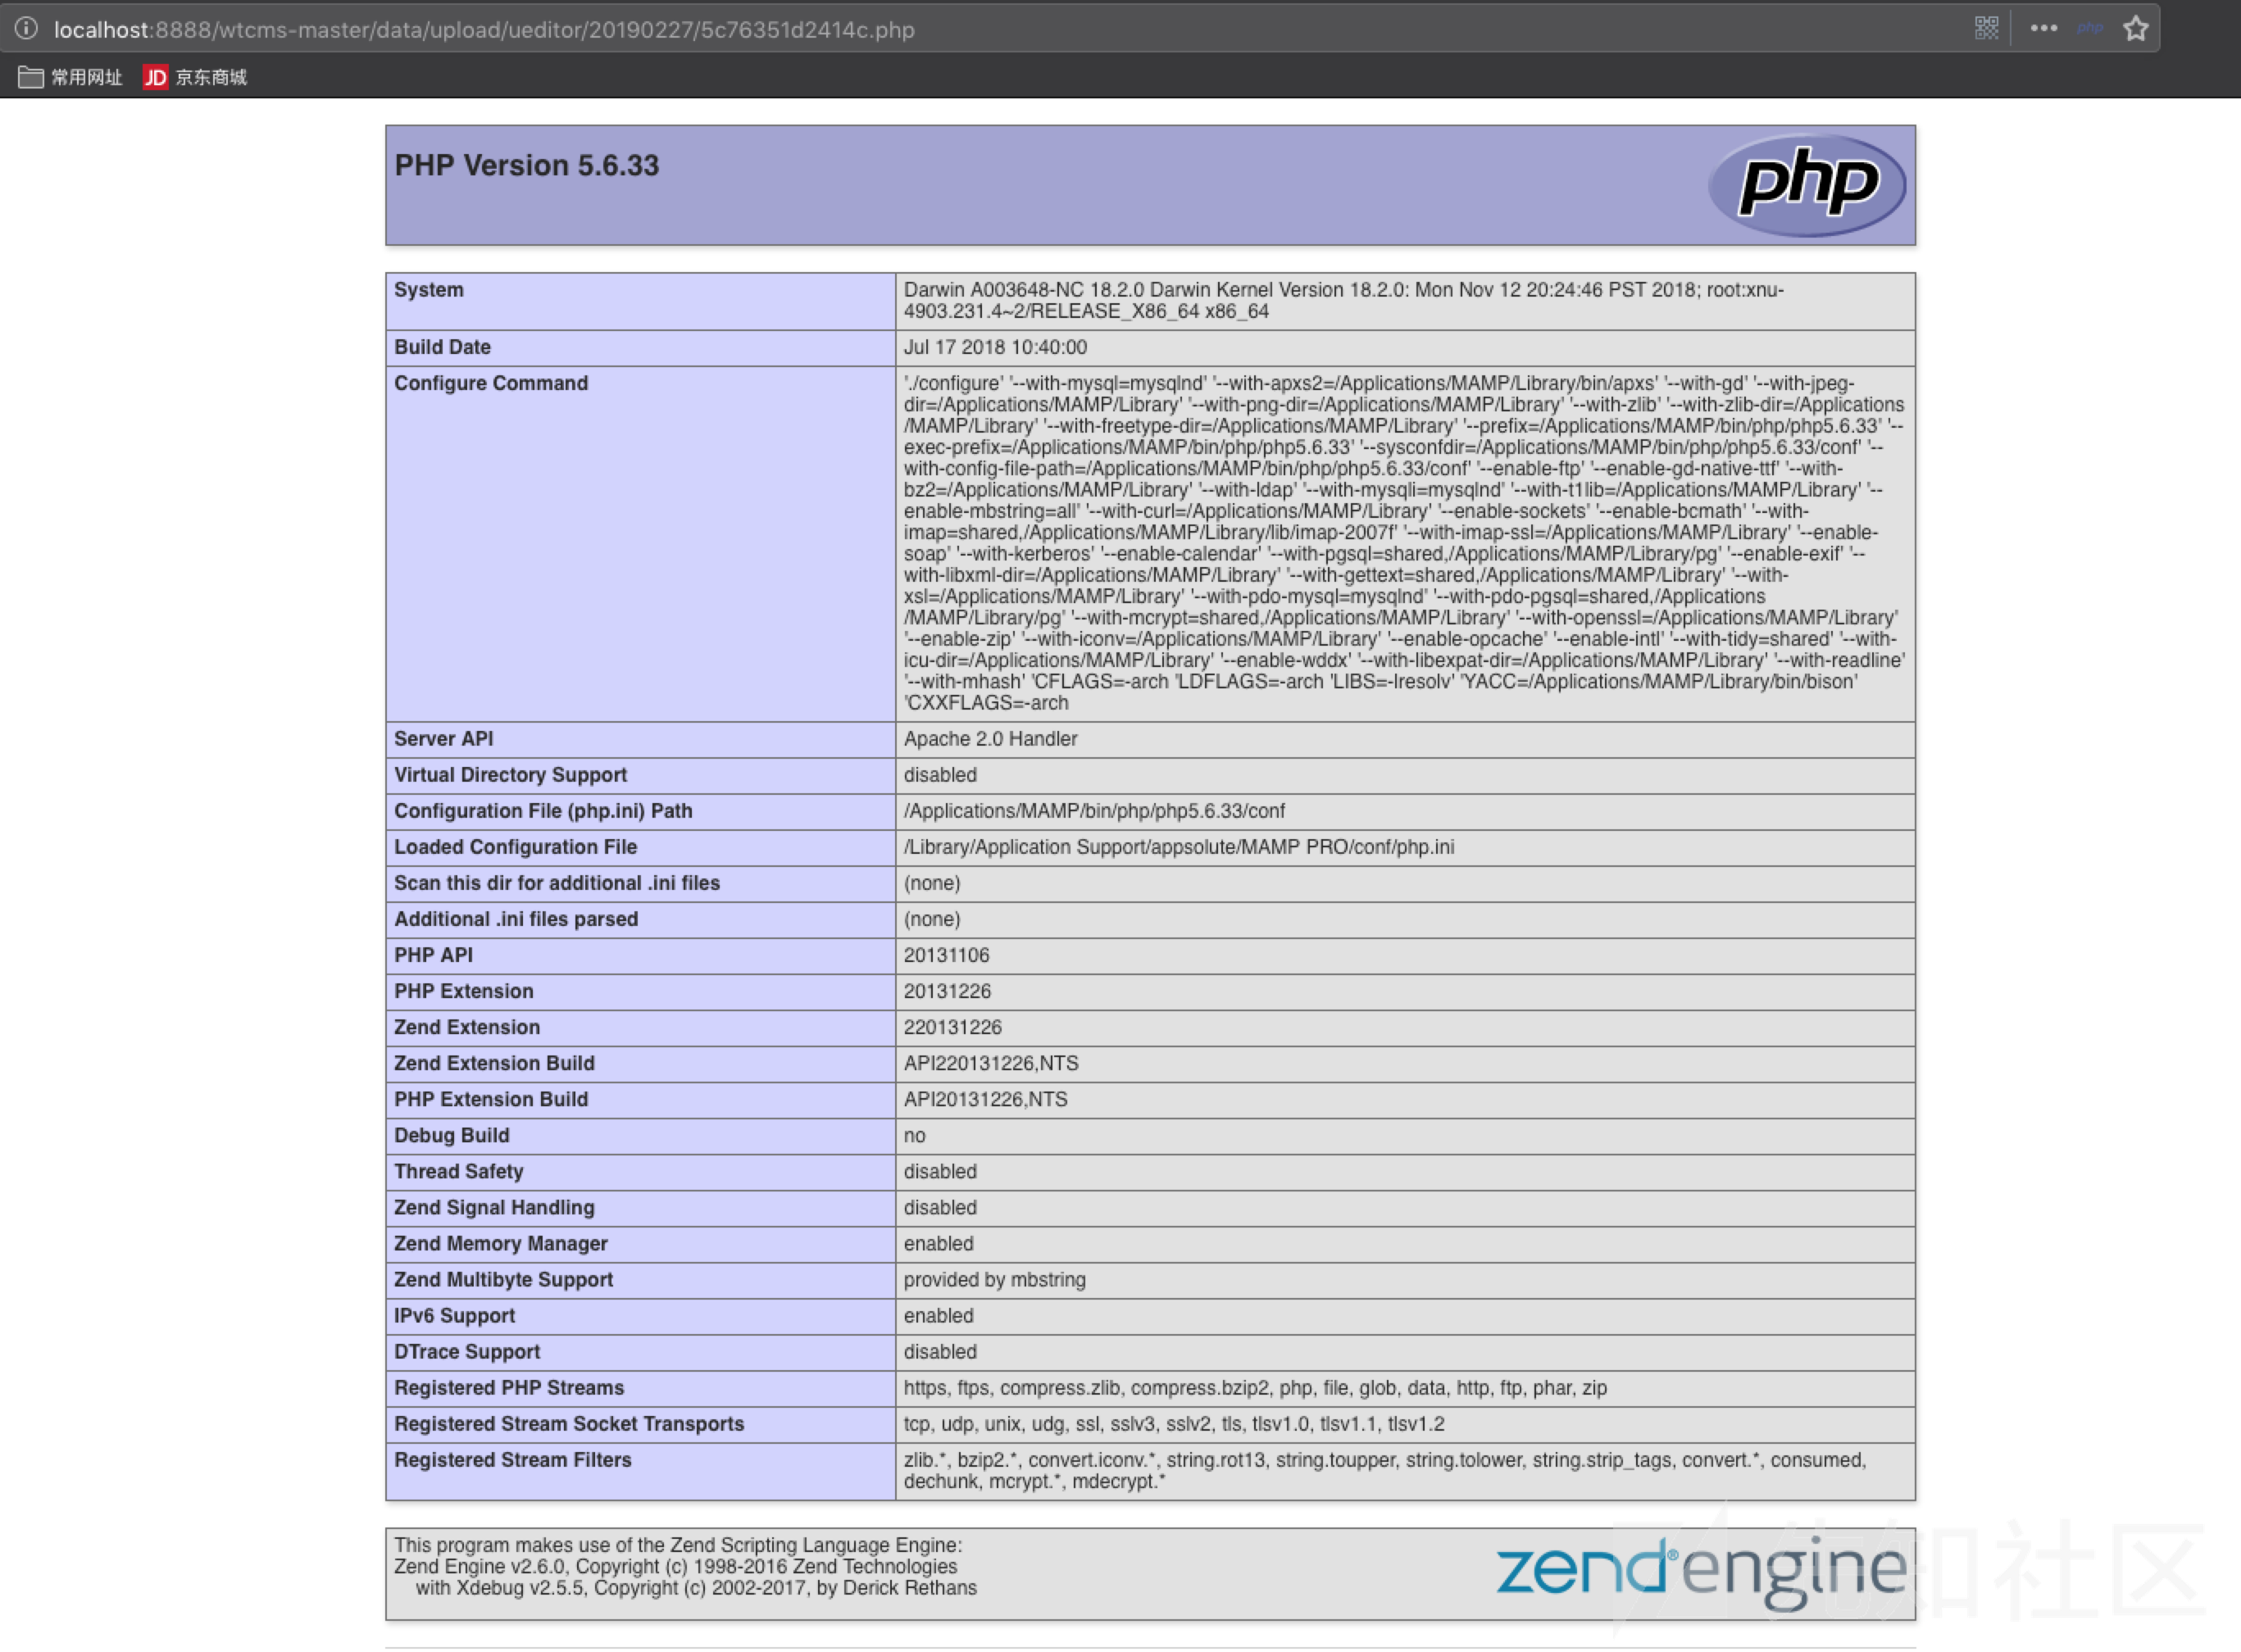 localhost:8888/wtcms-master/data/upload/ueditor/20190227/5c76351d2414c.php
php
常用网址 JD 京东商城
PHP Version 5.6.33
php
System Darwin A003648-NC 18.2.0 Darwin Kernel Version 18.2.0: Mon Nov 12 20:24:46 PST 2018; root:xnu-
4903.231.4~2/RELEASE_X86_64 x86_64
Build Date Jul 17 2018 10:40:00
Configure Command './configure' '--with-mysql=mysqlnd' '--with-apxs2=/Applications/MAMP/Library/bin/apxs' '--with-gd' '--with-jpeg-
dir=/Applications/MAMP/Library' '--with-png-dir=/Applications/MAMP/Library' '--with-zlib' '--with-zlib-dir=/Applications
/MAMP/Library' '--with-freetype-dir=/Applications/MAMP/Library' '--prefix=/Applications/MAMP/bin/php/php5.6.33' '--
exec-prefix=/Applications/MAMP/bin/php/php5.6.33' '--sysconfdir=/Applications/MAMP/bin/php/php5.6.33/conf' '--
with-config-file-path=/Applications/MAMP/bin/php/php5.6.33/conf' '--enable-ftp' '--enable-gd-native-ttf' '--with-
bz2=/Applications/MAMP/Library' '--with-ldap' '--with-mysqli=mysqlnd' '--with-t1lib=/Applications/MAMP/Library' '--
enable-mbstring=all' '--with-curl=/Applications/MAMP/Library' '--enable-sockets' '--enable-bcmath' '--with-
imap=shared,/Applications/MAMP/Library/lib/imap-2007f' '--with-imap-ssl=/Applications/MAMP/Library' '--enable-
soap' '--with-kerberos' '--enable-calendar' '--with-pgsql=shared,/Applications/MAMP/Library/pg' '--enable-exif' '--
with-libxml-dir=/Applications/MAMP/Library' '--with-gettext=shared,/Applications/MAMP/Library' '--with-
xsl=/Applications/MAMP/Library' '--with-pdo-mysql=mysqlnd' '--with-pdo-pgsql=shared,/Applications
/MAMP/Library/pg' '--with-mcrypt=shared,/Applications/MAMP/Library' '--with-openssl=/Applications/MAMP/Library'
'--enable-zip' '--with-iconv=/Applications/MAMP/Library' '--enable-opcache' '--enable-intl' '--with-tidy=shared' '--with-
icu-dir=/Applications/MAMP/Library' '--enable-wddx' '--with-libexpat-dir=/Applications/MAMP/Library' '--with-readline'
'--with-mhash' 'CFLAGS=-arch 'LDFLAGS=-arch 'LIBS=-lresolv' 'YACC=/Applications/MAMP/Library/bin/bison'
'CXXFLAGS=-arch
Server API Apache 2.0 Handler
Virtual Directory Support disabled
Configuration File (php.ini) Path /Applications/MAMP/bin/php/php5.6.33/conf
Loaded Configuration File /Library/Application Support/appsolute/MAMP PRO/conf/php.ini
Scan this dir for additional .ini files (none)
Additional .ini files parsed (none)
PHP API 20131106
PHP Extension 20131226
Zend Extension 220131226
Zend Extension Build API220131226,NTS
PHP Extension Build API20131226,NTS
Debug Build no
Thread Safety disabled
Zend Signal Handling disabled
Zend Memory Manager enabled
Zend Multibyte Support provided by mbstring
IPv6 Support enabled
DTrace Support disabled
Registered PHP Streams https, ftps, compress.zlib, compress.bzip2, php, file, glob, data, http, ftp, phar, zip
Registered Stream Socket Transports tcp, udp, unix, udg, ssl, sslv3, sslv2, tls, tlsv1.0, tlsv1.1, tlsv1.2
Registered Stream Filters zlib.*, bzip2.*, convert.iconv.*, string.rot13, string.toupper, string.tolower, string.strip_tags, convert.*, consumed,
dechunk, mcrypt.*, mdecrypt.*
This program makes use of the Zend Scripting Language Engine:
Zend Engine v2.6.0, Copyright (c) 1998-2016 Zend Technologies
with Xdebug v2.5.5, Copyright (c) 2002-2017, by Derick Rethans
zend® engine
先知社区